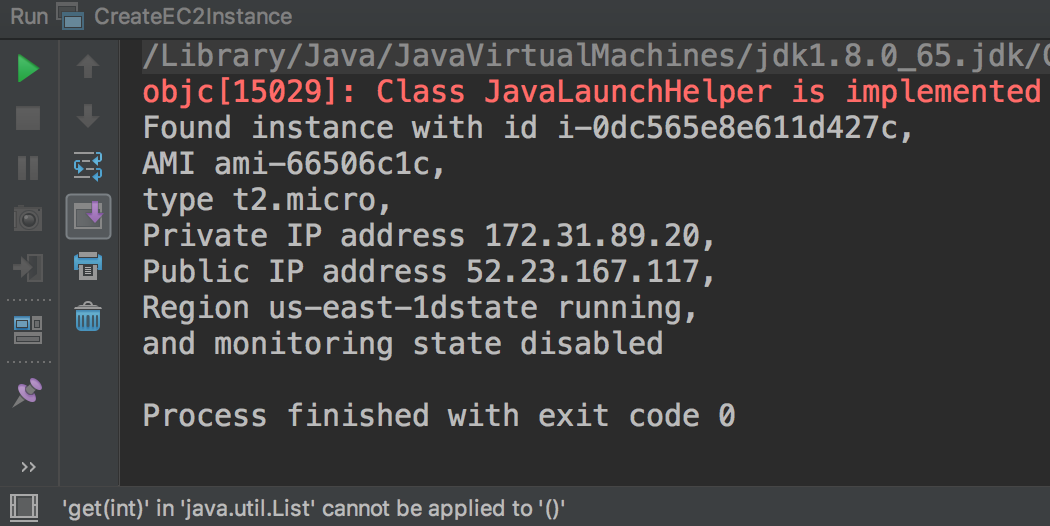 Run CreateEC2Instance
/Library/Java/JavaVirtualMachines/jdk1.8.0_65.jdk/
objc[15029]: Class JavaLaunchHelper is implemented
Found instance with id i-0dc565e8e611d427c,
AMI ami-66506c1c,
type t2.micro,
Private IP address 172.31.89.20,
Public IP address 52.23.167.117,
Region us-east-1dstate running,
and monitoring state disabled
Process finished with exit code 0
'get(int)' in 'java.util.List' cannot be applied to '()'